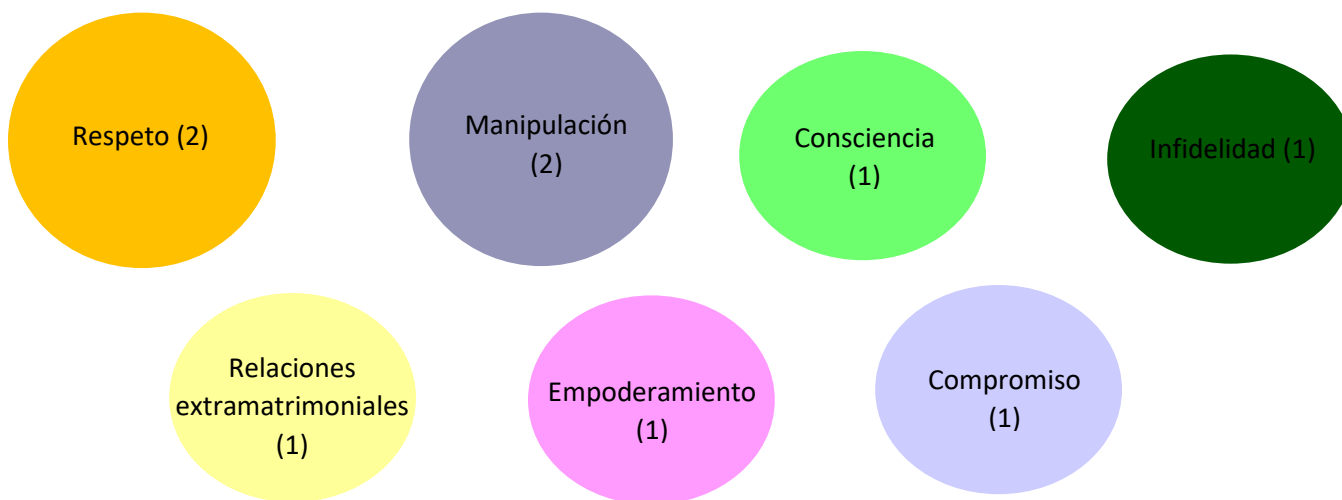 Respeto (2)
Manipulación
(2)
Consciencia
(1)
Infidelidad (1)
Relaciones
extramatrimoniales
(1)
Empoderamiento
(1)
Compromiso
(1)